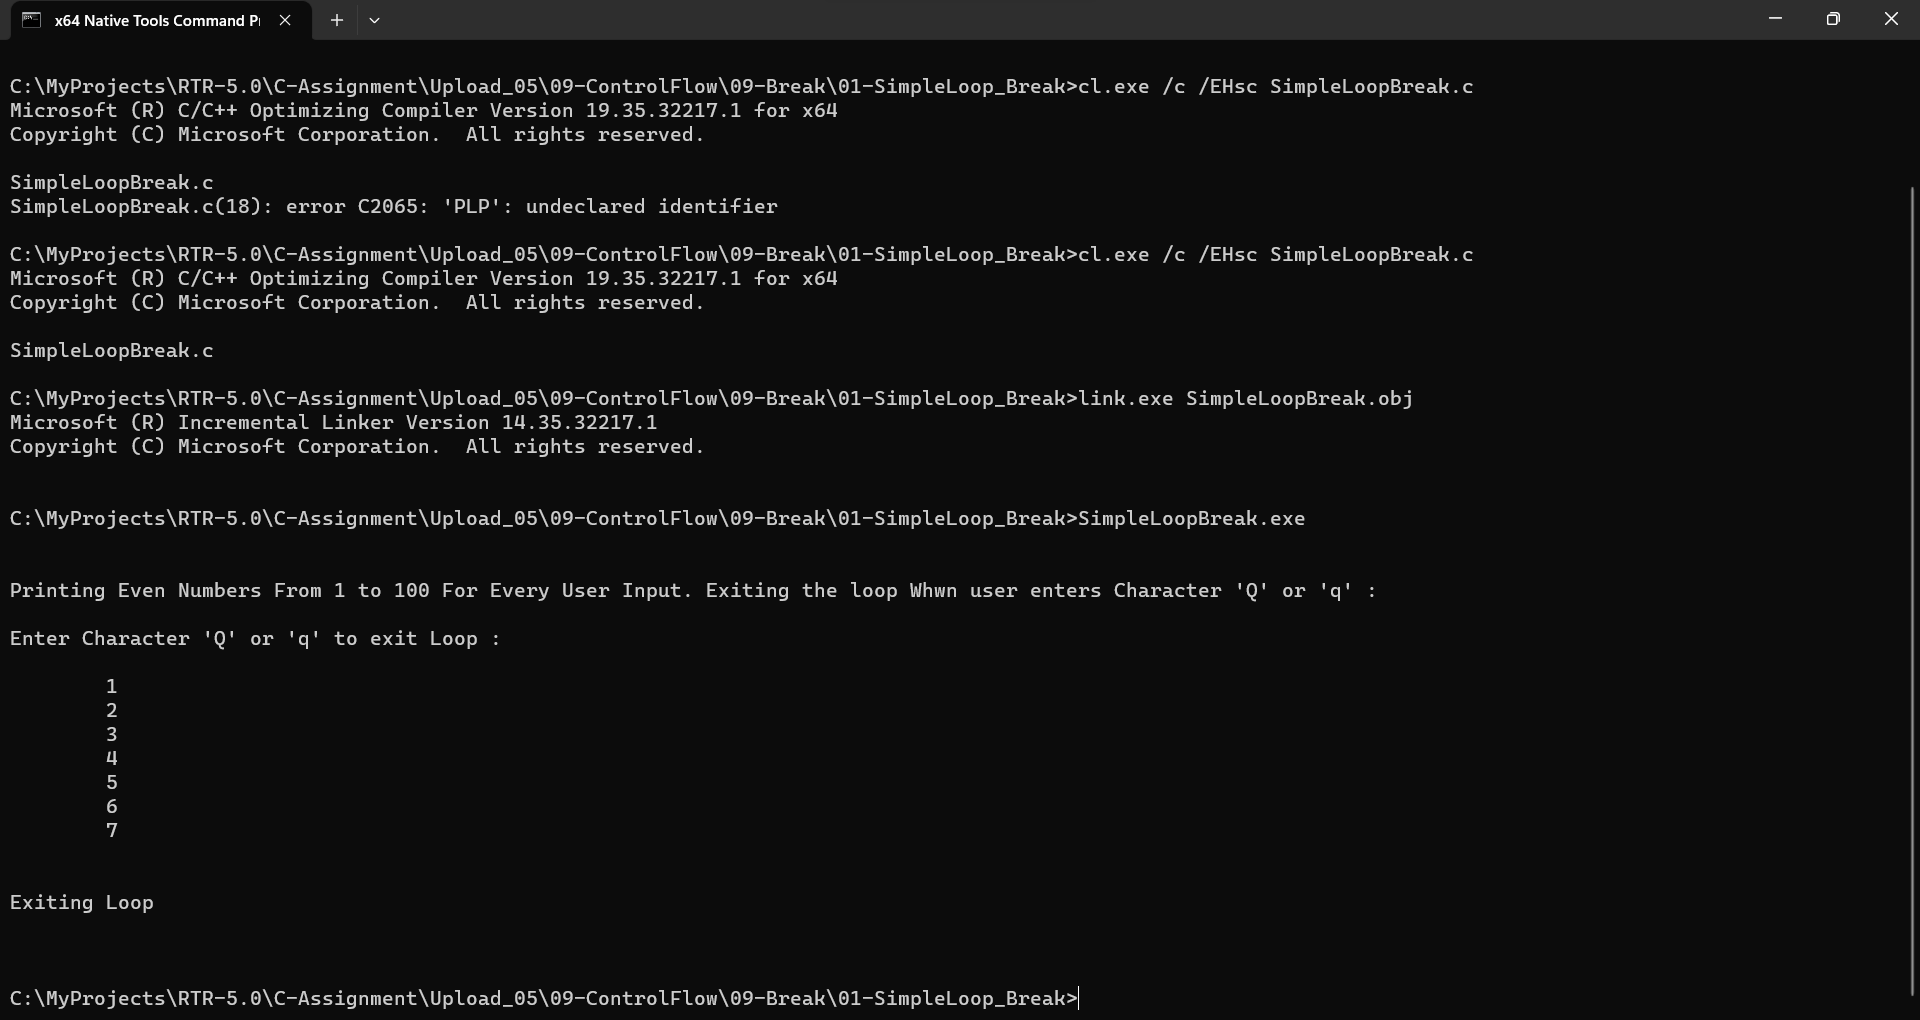 x64 Native Tools Command P
C:\MyProjects\RTR-5.0\C-Assignment\Upload_05\09-ControlFlow\09-Break\01-SimpleLoop_Break>cl.exe /c /EHsc SimpleLoopBreak.c
Microsoft (R) C/C++ Optimizing Compiler Version 19.35.32217.1 for x64
Copyright (C) Microsoft Corporation.  All rights reserved.
SimpleLoopBreak.c
SimpleLoopBreak.c(18): error C2065: 'PLP': undeclared identifier
C:\MyProjects\RTR-5.0\C-Assignment\Upload_05\09-ControlFlow\09-Break\01-SimpleLoop_Break>cl.exe /c /EHsc SimpleLoopBreak.c
Microsoft (R) C/C++ Optimizing Compiler Version 19.35.32217.1 for x64
Copyright (C) Microsoft Corporation.  All rights reserved.
SimpleLoopBreak.c
C:\MyProjects\RTR-5.0\C-Assignment\Upload_05\09-ControlFlow\09-Break\01-SimpleLoop_Break>link.exe SimpleLoopBreak.obj
Microsoft (R) Incremental Linker Version 14.35.32217.1
Copyright (C) Microsoft Corporation.  All rights reserved.
C:\MyProjects\RTR-5.0\C-Assignment\Upload_05\09-ControlFlow\09-Break\01-SimpleLoop_Break>SimpleLoopBreak.exe
Printing Even Numbers From 1 to 100 For Every User Input. Exiting the loop Whwn user enters Character 'Q' or 'q' :
Enter Character 'Q' or 'q' to exit Loop :
1
2
3
4
5
6
7
Exiting Loop
C:\MyProjects\RTR-5.0\C-Assignment\Upload_05\09-ControlFlow\09-Break\01-SimpleLoop_Break>